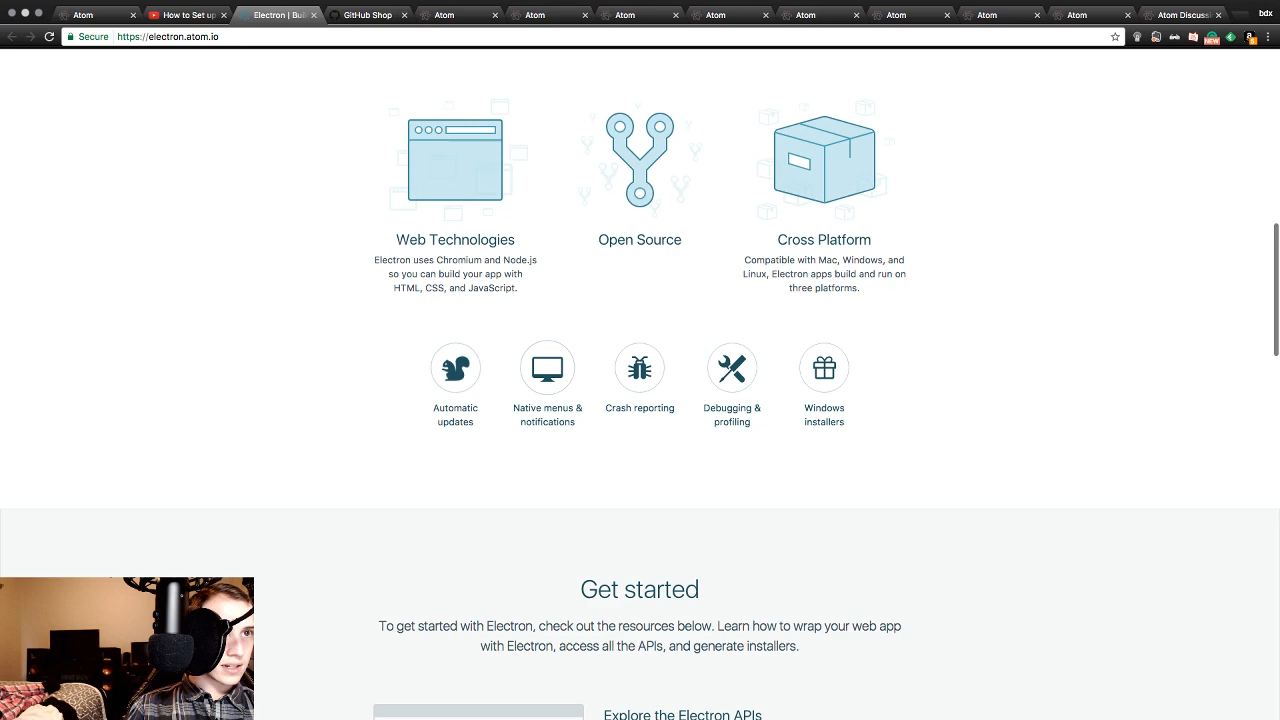 Atom
How to Set up
Electron | Buil
GitHub Shop
Atom
Atom
Atom
Atom
Atom
Atom
Atom
Atom
Atom Discussi
bdx
Secure
https://electron.atom.io
NEW
Web Technologies
Electron uses Chromium and Node.js
so you can build your app with
HTML, CSS, and JavaScript.
Open Source
Cross Platform
Compatible with Mac, Windows, and
Linux, Electron apps build and run on
three platforms.
Automatic
updates
Native menus &
notifications
Crash reporting
Debugging &
profiling
Windows
installers
Get started
To get started with Electron, check out the resources below. Learn how to wrap your web app
with Electron, access all the APIs, and generate installers.
Explore the Electron APIs